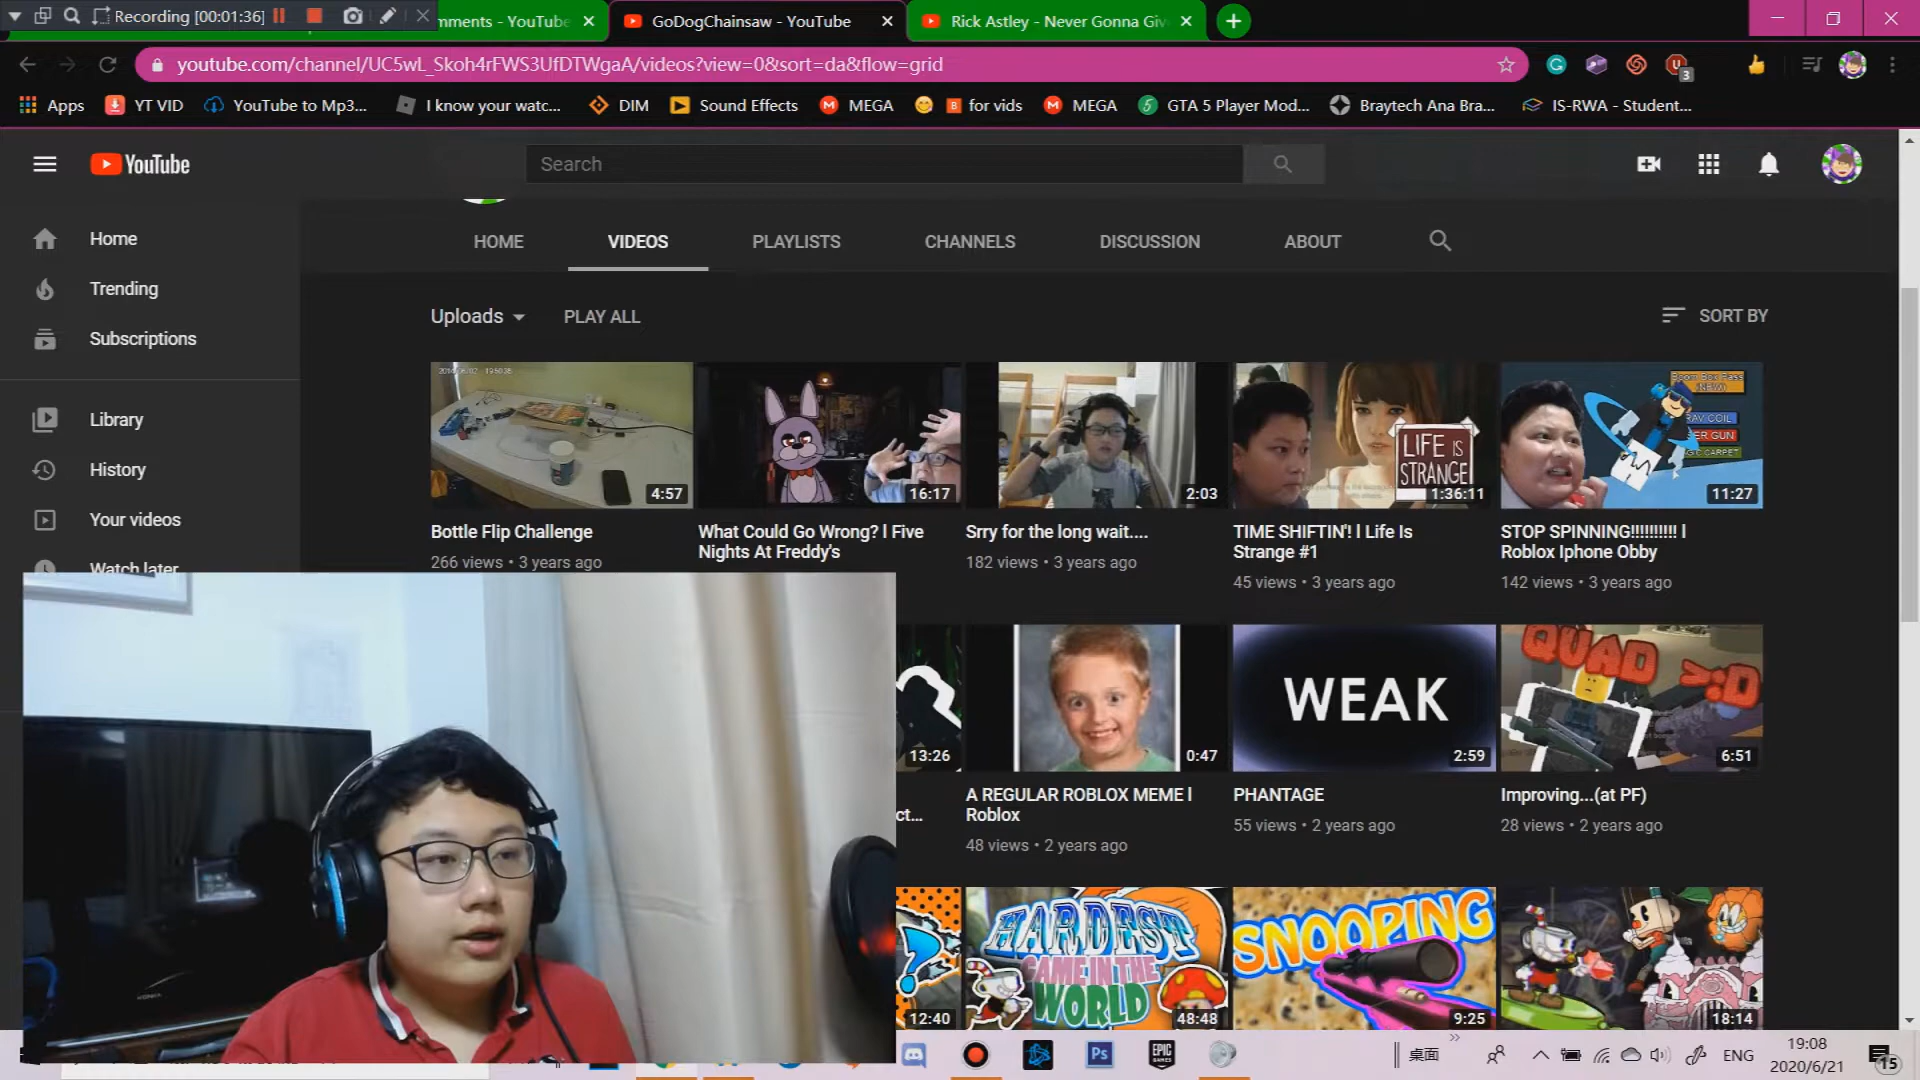 Recording [00:01:36]
mments - YouTube
GoDogChainsaw - YouTube
Rick Astley - Never Gonna Giv
youtube.com/channel/UC5wL_Skoh4rFWS3UfDTWgaA/videos?view=0&sort=da&flow=grid
3
Apps
YT VID
YouTube to Mp3...
I know your watc...
DIM
Sound Effects
MEGA
for vids
MEGA
GTA 5 Player Mod...
Braytech Ana Bra...
IS-RWA - Student...
YouTube
Search
Home
Trending
Subscriptions
Library
History
Your videos
Watch later
HOME
VIDEOS
PLAYLISTS
CHANNELS
DISCUSSION
ABOUT
Uploads
PLAY ALL
SORT BY
4:57
16:17
2:03
LIFE IS
STRANGE
1:36:11
11:27
Bottle Flip Challenge
266 views • 3 years ago
What Could Go Wrong? l Five
Nights At Freddy's
Srry for the long wait....
182 views • 3 years ago
TIME SHIFTIN'! l Life Is
Strange #1
45 views • 3 years ago
STOP SPINNING!!!!!!!!!! l
Roblox Iphone Obby
142 views • 3 years ago
13:26
ct...
0:47
A REGULAR ROBLOX MEME l
Roblox
48 views • 2 years ago
WEAK
2:59
PHANTAGE
55 views • 2 years ago
QUAD >:D
6:51
Improving...(at PF)
28 views • 2 years ago
?
12:40
HARDEST
GAME IN THE
WORLD
48:48
SNOOPING
9:25
18:14
Ps
EPIC
GAMES
桌面
ENG
19:08
2020/6/21
15